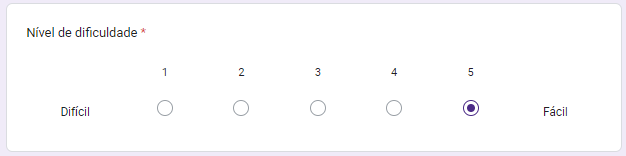 Nível de dificuldade *
1 2 3 4 5
Difícil Fácil